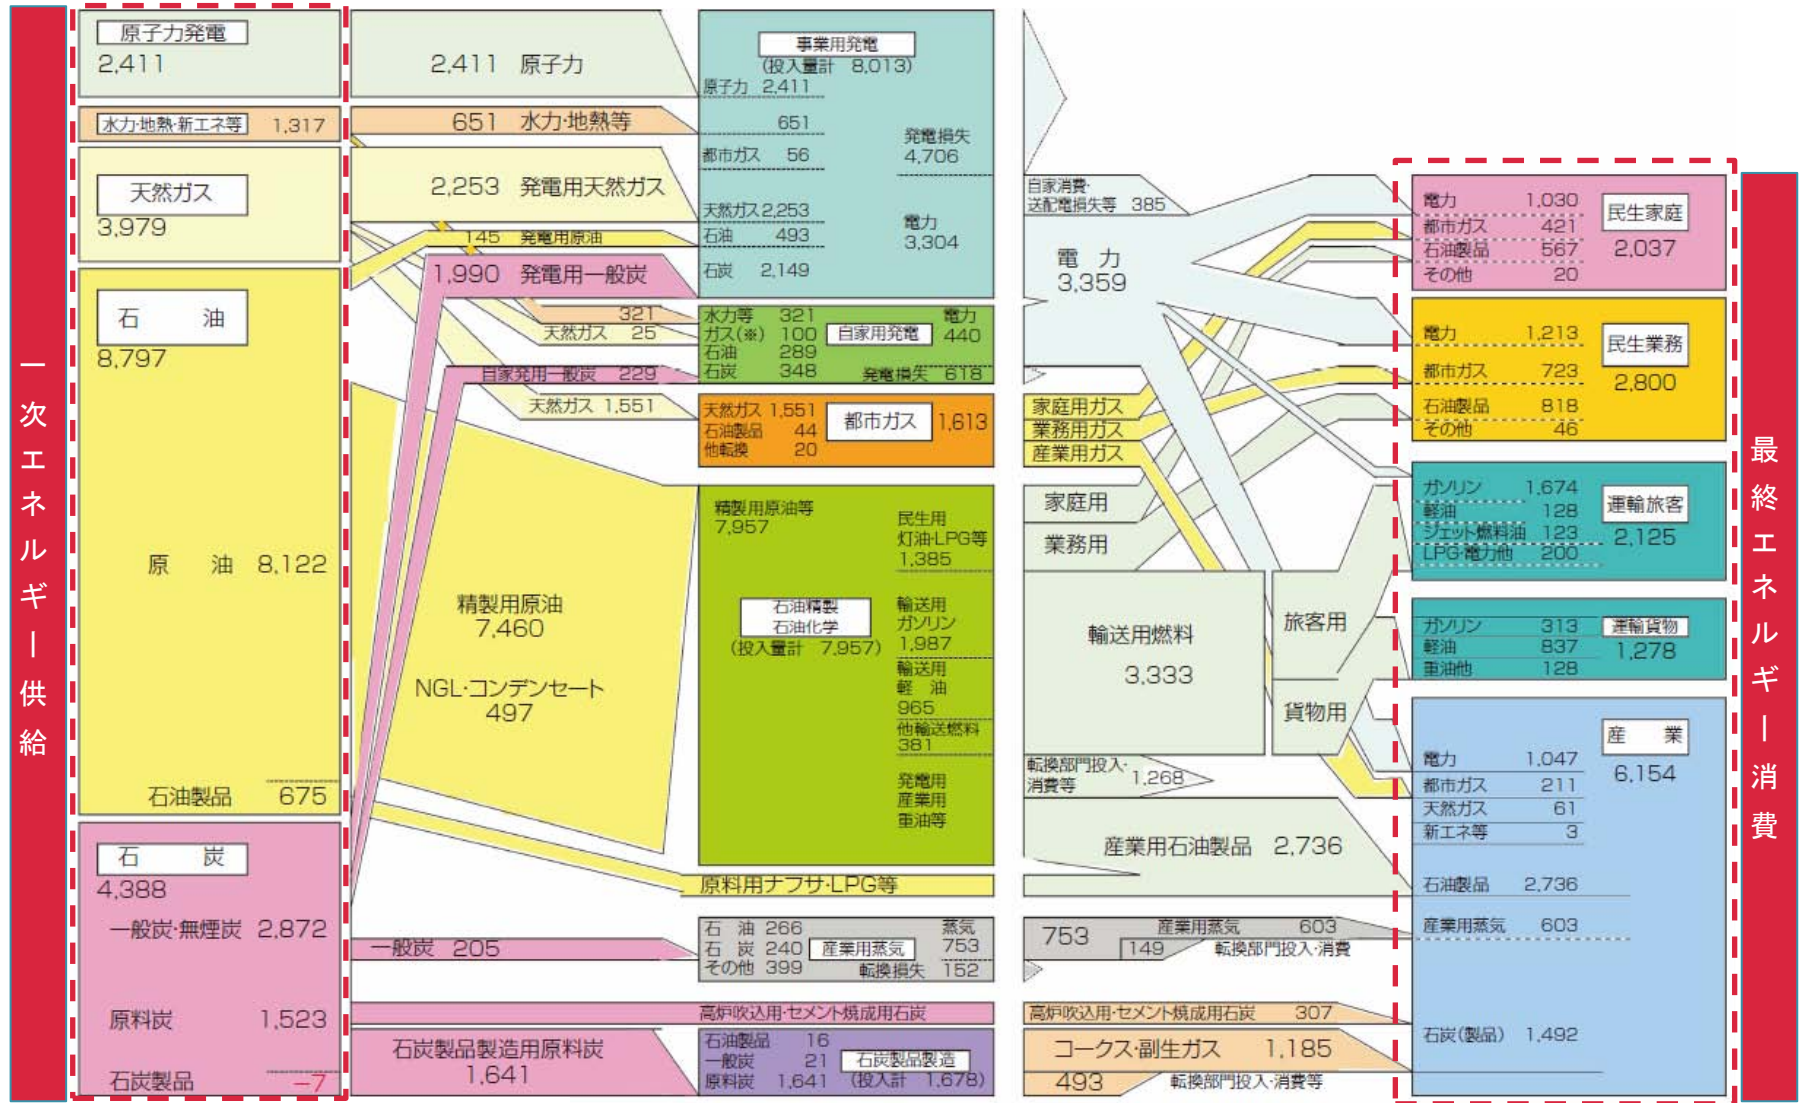 一次エネルギー供給
原子力発電
2,411
水力・地熱・新エネ等 1,317
天然ガス
3,979
石 油
8,797
原 油 8,122
石油製品 675
石 炭
4,388
一般炭・無煙炭 2,872
原料炭 1,523
石炭製品 -7
2,411 原子力
651 水力・地熱等
2,253 発電用天然ガス
145 発電用原油
1,990 発電用一般炭
321
天然ガス 25
自家発用一般炭 229
天然ガス 1,551
精製用原油
7,460
NGL・コンデンセート
497
一般炭 205
石炭製品製造用原料炭
1,641
事業用発電
(投入量計 8,013)
原子力 2,411
651
都市ガス 56
天然ガス 2,253
石油 493
石炭 2,149
発電損失
4,706
電力
3,304
水力等 321
ガス(※) 100
石油 289
石炭 348
自家用発電
電力
440
発電損失 618
天然ガス 1,551
石油製品 44
他転換 20
都市ガス 1,613
精製用原油等
7,957
石油精製
石油化学
(投入量計 7,957)
民生用
灯油・LPG等
1,385
輸送用
ガソリン
1,987
輸送用
軽 油
965
他輸送燃料
381
発電用
産業用
重油等
原料用ナフサ・LPG等
石 油 266
石 炭 240
その他 399
産業用蒸気
蒸気
753
転換損失 152
高炉吹込用・セメント焼成用石炭
石油製品 16
一般炭 21
原料炭 1,641
石炭製品製造
(投入計 1,678)
自家消費・
送配電損失等 385
電 力
3,359
家庭用ガス
業務用ガス
産業用ガス
家庭用
業務用
輸送用燃料
3,333
旅客用
貨物用
転換部門投入・
消費等 1,268
産業用石油製品 2,736
753
産業用蒸気 603
149 転換部門投入・消費
高炉吹込用・セメント焼成用石炭 307
コークス・副生ガス 1,185
493 転換部門投入・消費等
電力 1,030
都市ガス 421
石油製品 567
その他 20
民生家庭
2,037
電力 1,213
都市ガス 723
石油製品 818
その他 46
民生業務
2,800
ガソリン 1,674
軽油 128
ジェット燃料油 123
LPG・電力他 200
運輸旅客
2,125
ガソリン 313
軽油 837
重油他 128
運輸貨物
1,278
産 業
6,154
電力 1,047
都市ガス 211
天然ガス 61
新エネ等 3
石油製品 2,736
産業用蒸気 603
石炭(製品) 1,492
最終エネルギー消費